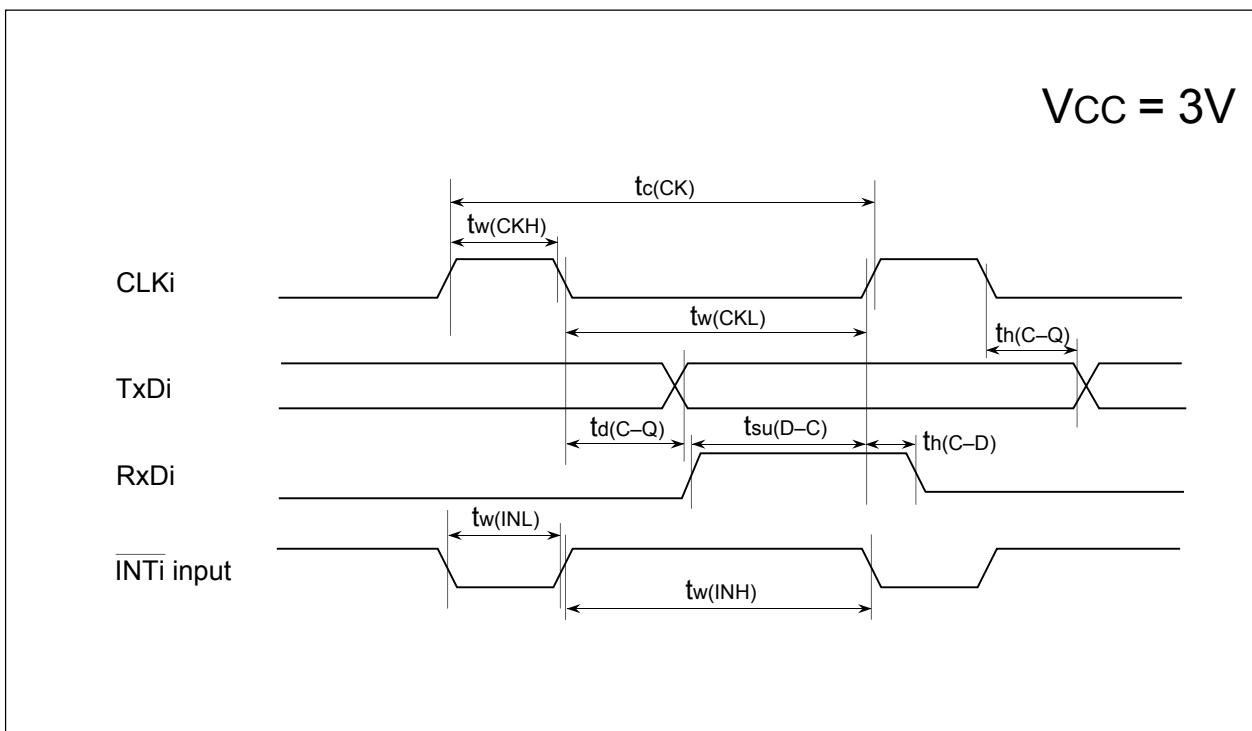 VCC = 3V
tc(CK)
tw(CKH)
CLKi
tw(CKL)
th(C–Q)
TxDi
td(C–Q)
tsu(D–C)
th(C–D)
RxDi
tw(INL)
INTi input
tw(INH)